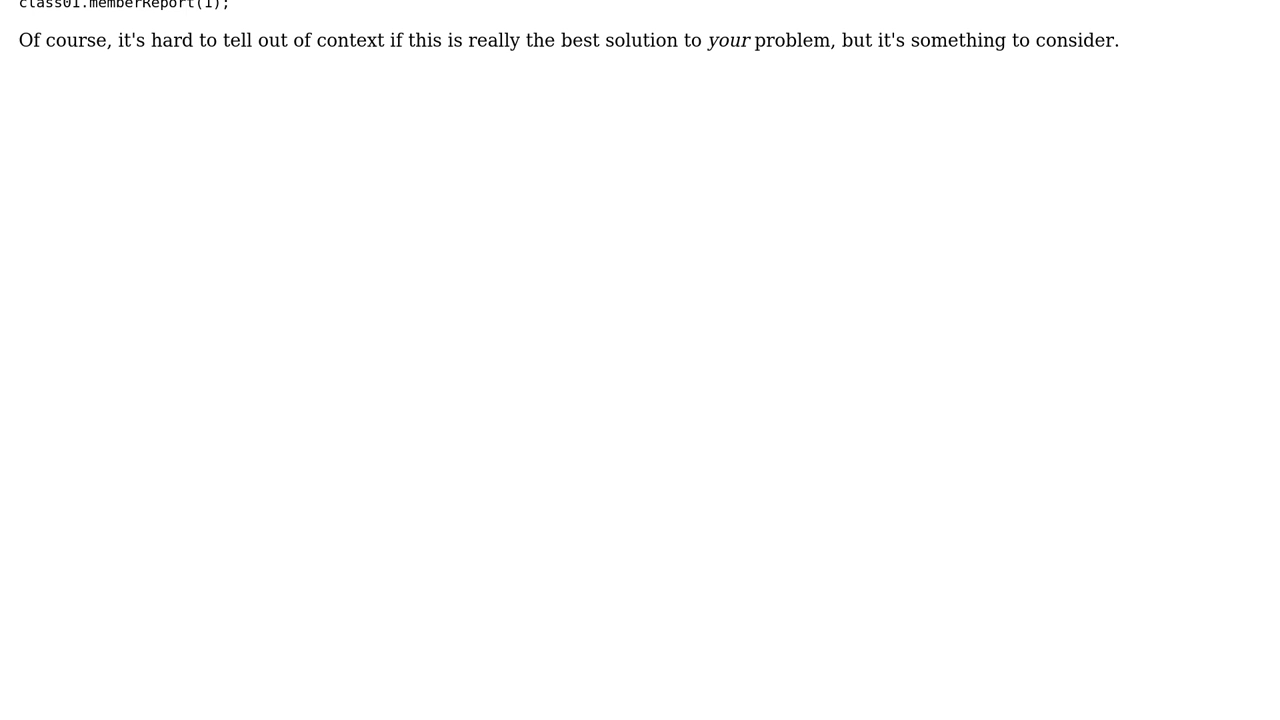 class01.memberReport(1);
Of course, it's hard to tell out of context if this is really the best solution to your problem, but it's something to consider.